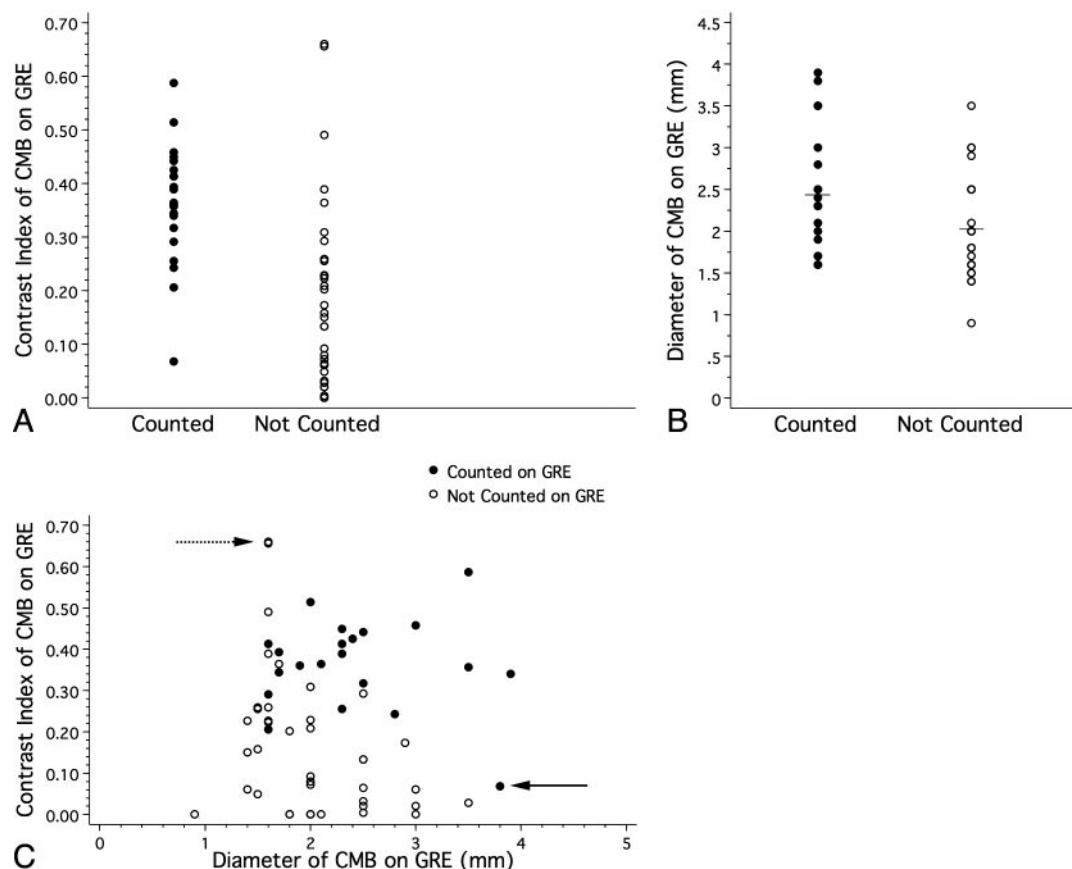 0.70
0.60
0.50
0.40
0.30
0.20
0.10
0.00
Contrast Index of CMB on GRE
Counted
Not Counted
A
4.5
4
3.5
3
2.5
2
1.5
1
.5
0
Diameter of CMB on GRE (mm)
Counted
Not Counted
B
Counted on GRE
Not Counted on GRE
0.70
0.60
0.50
0.40
0.30
0.20
0.10
0.00
Contrast Index of CMB on GRE
0
1
2
3
4
5
Diameter of CMB on GRE (mm)
C